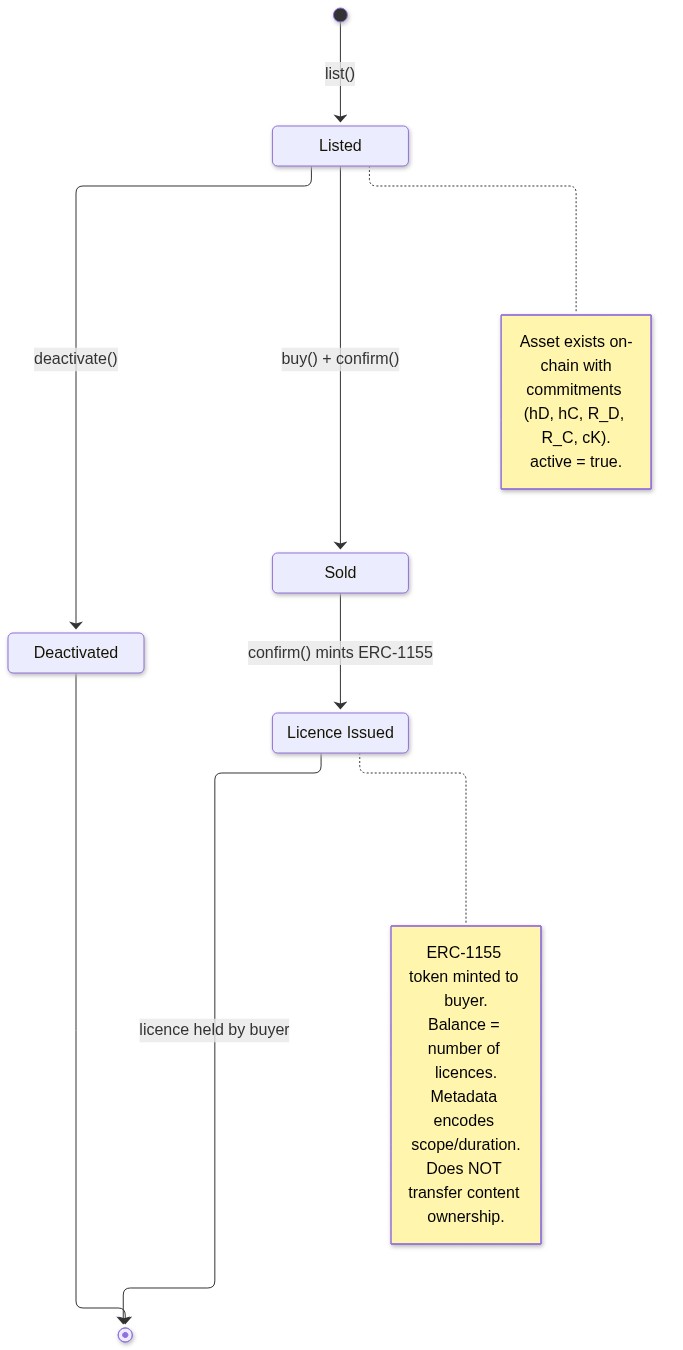 list()
Listed
deactivate()
buy() + confirm()
Asset exists on-
chain with
commitments
(hD, hC, R_D,
R_C, cK).
active = true.
Sold
Deactivated
confirm() mints ERC-1155
Licence Issued
ERC-1155
token minted to
buyer.
Balance =
number of
licences.
Metadata
encodes
scope/duration.
Does NOT
transfer content
ownership.
licence held by buyer